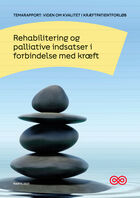 TEMARAPPORT: VIDEN OM KVALITET I KRÆFTPATIENTFORLØB
Rehabilitering og
palliative indsatser i
forbindelse med kræft